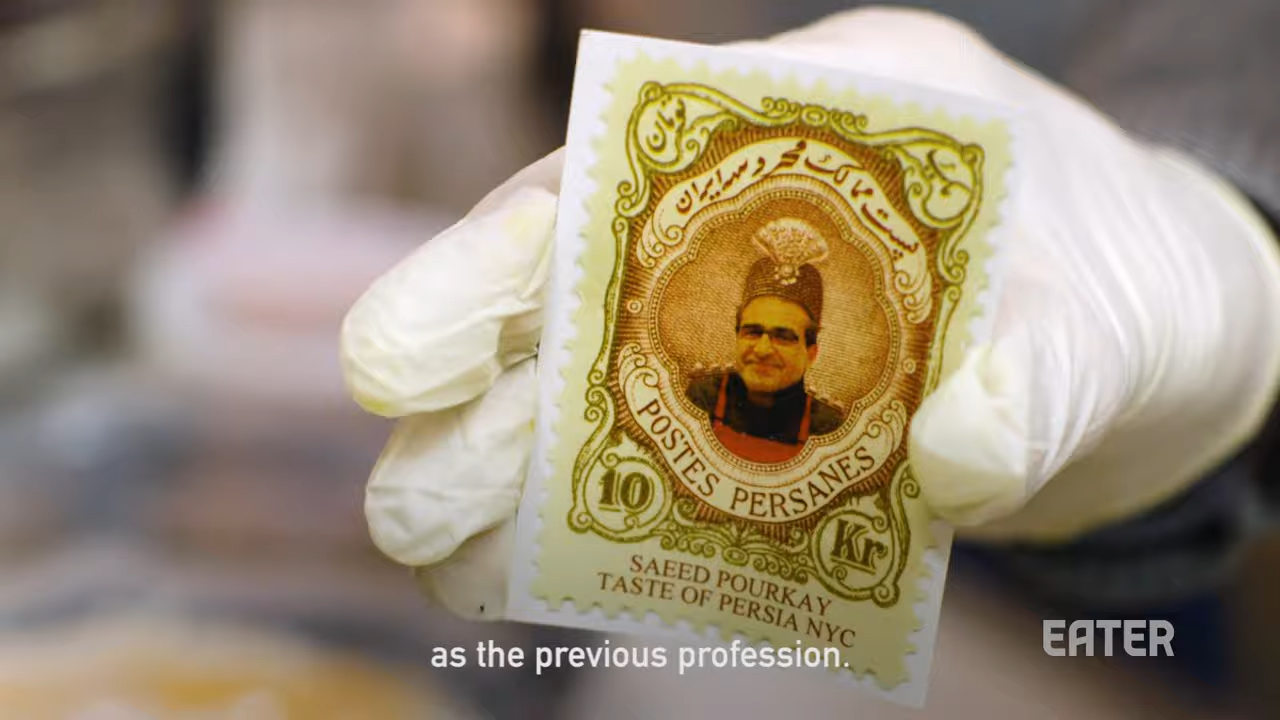 تومان
پست ممالک محروسه ایران
POSTES PERSANES
10
Kr
SAEED POURKAY
TASTE OF PERSIA NYC
as the previous profession.
EATER